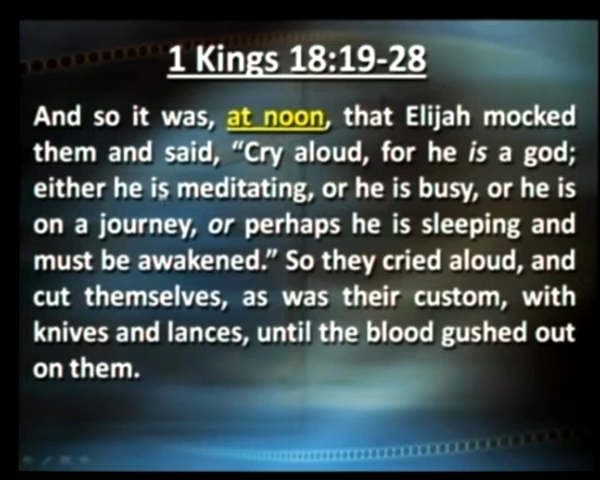 1 Kings 18:19-28
And so it was, at noon, that Elijah mocked
them and said, “Cry aloud, for he is a god;
either he is meditating, or he is busy, or he is
on a journey, or perhaps he is sleeping and
must be awakened.” So they cried aloud, and
cut themselves, as was their custom, with
knives and lances, until the blood gushed out
on them.